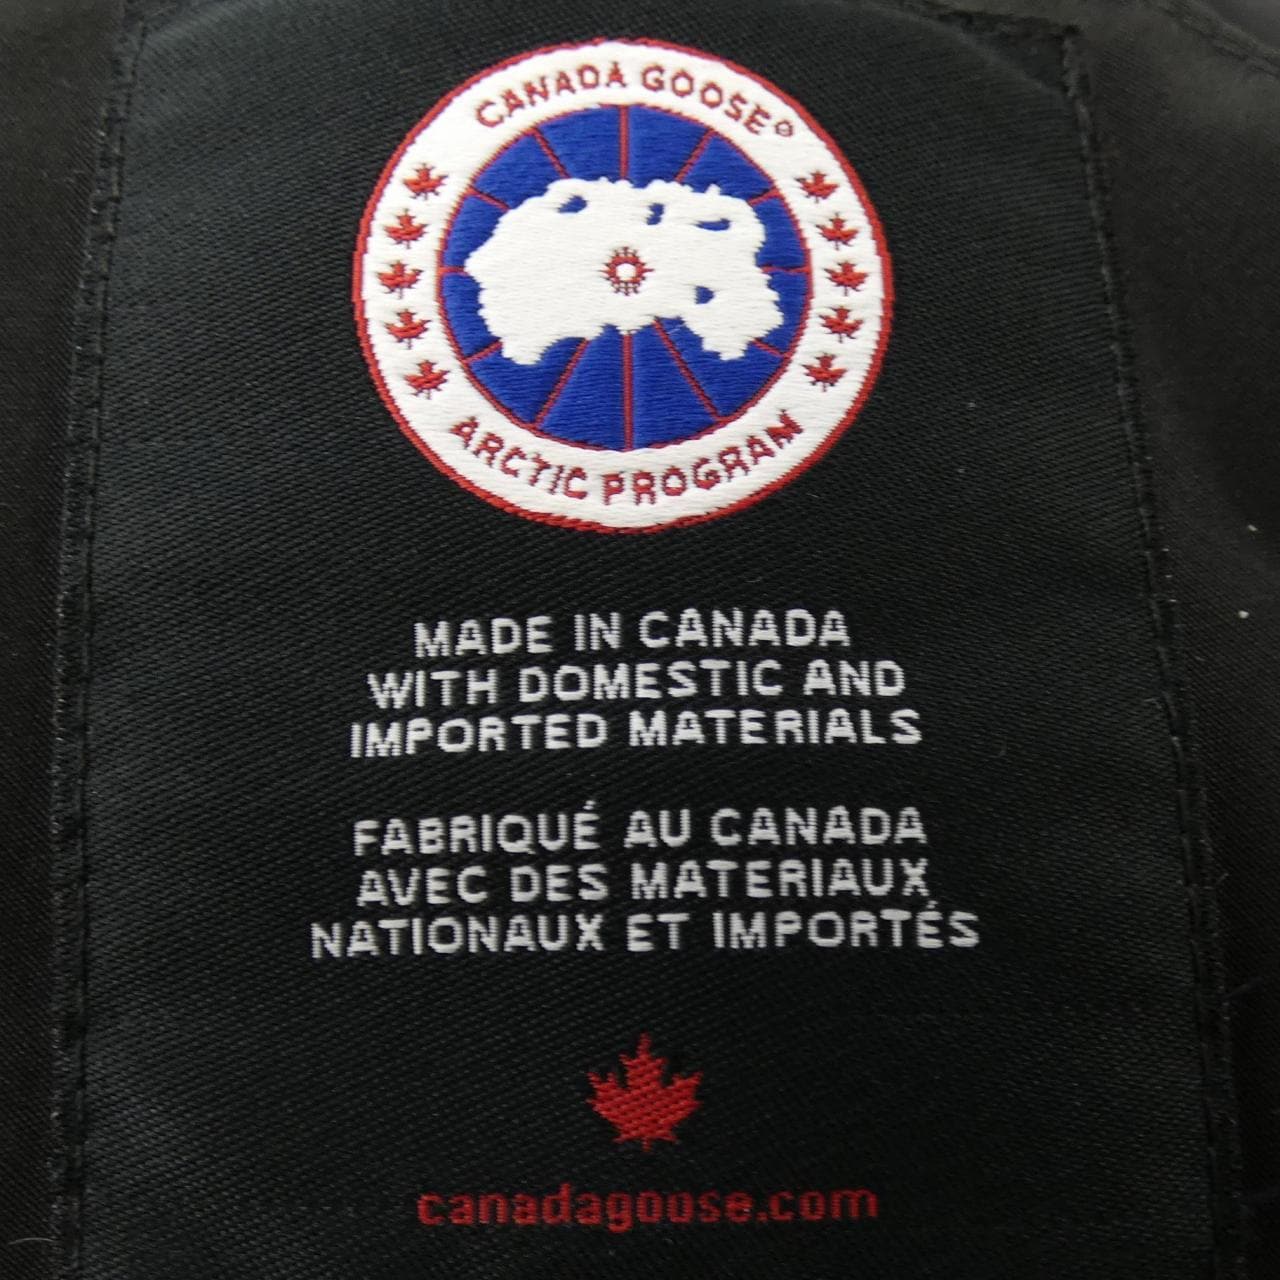 CANADA GOOSE®
ARCTIC PROGRAM
MADE IN CANADA
WITH DOMESTIC AND
IMPORTED MATERIALS
FABRIQUÉ AU CANADA
AVEC DES MATERIAUX
NATIONAUX ET IMPORTÉS
canadagoose.com